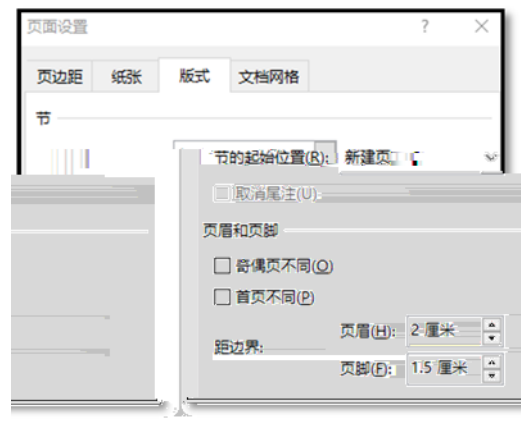 页面设置 ? ×
页边距 纸张 版式 文档网格
节
节的起始位置(R): 新建页
取消尾注(U)
页眉和页脚
奇偶页不同(O)
首页不同(P)
页眉(H): 2 厘米
距边界:
页脚(F): 1.5 厘米